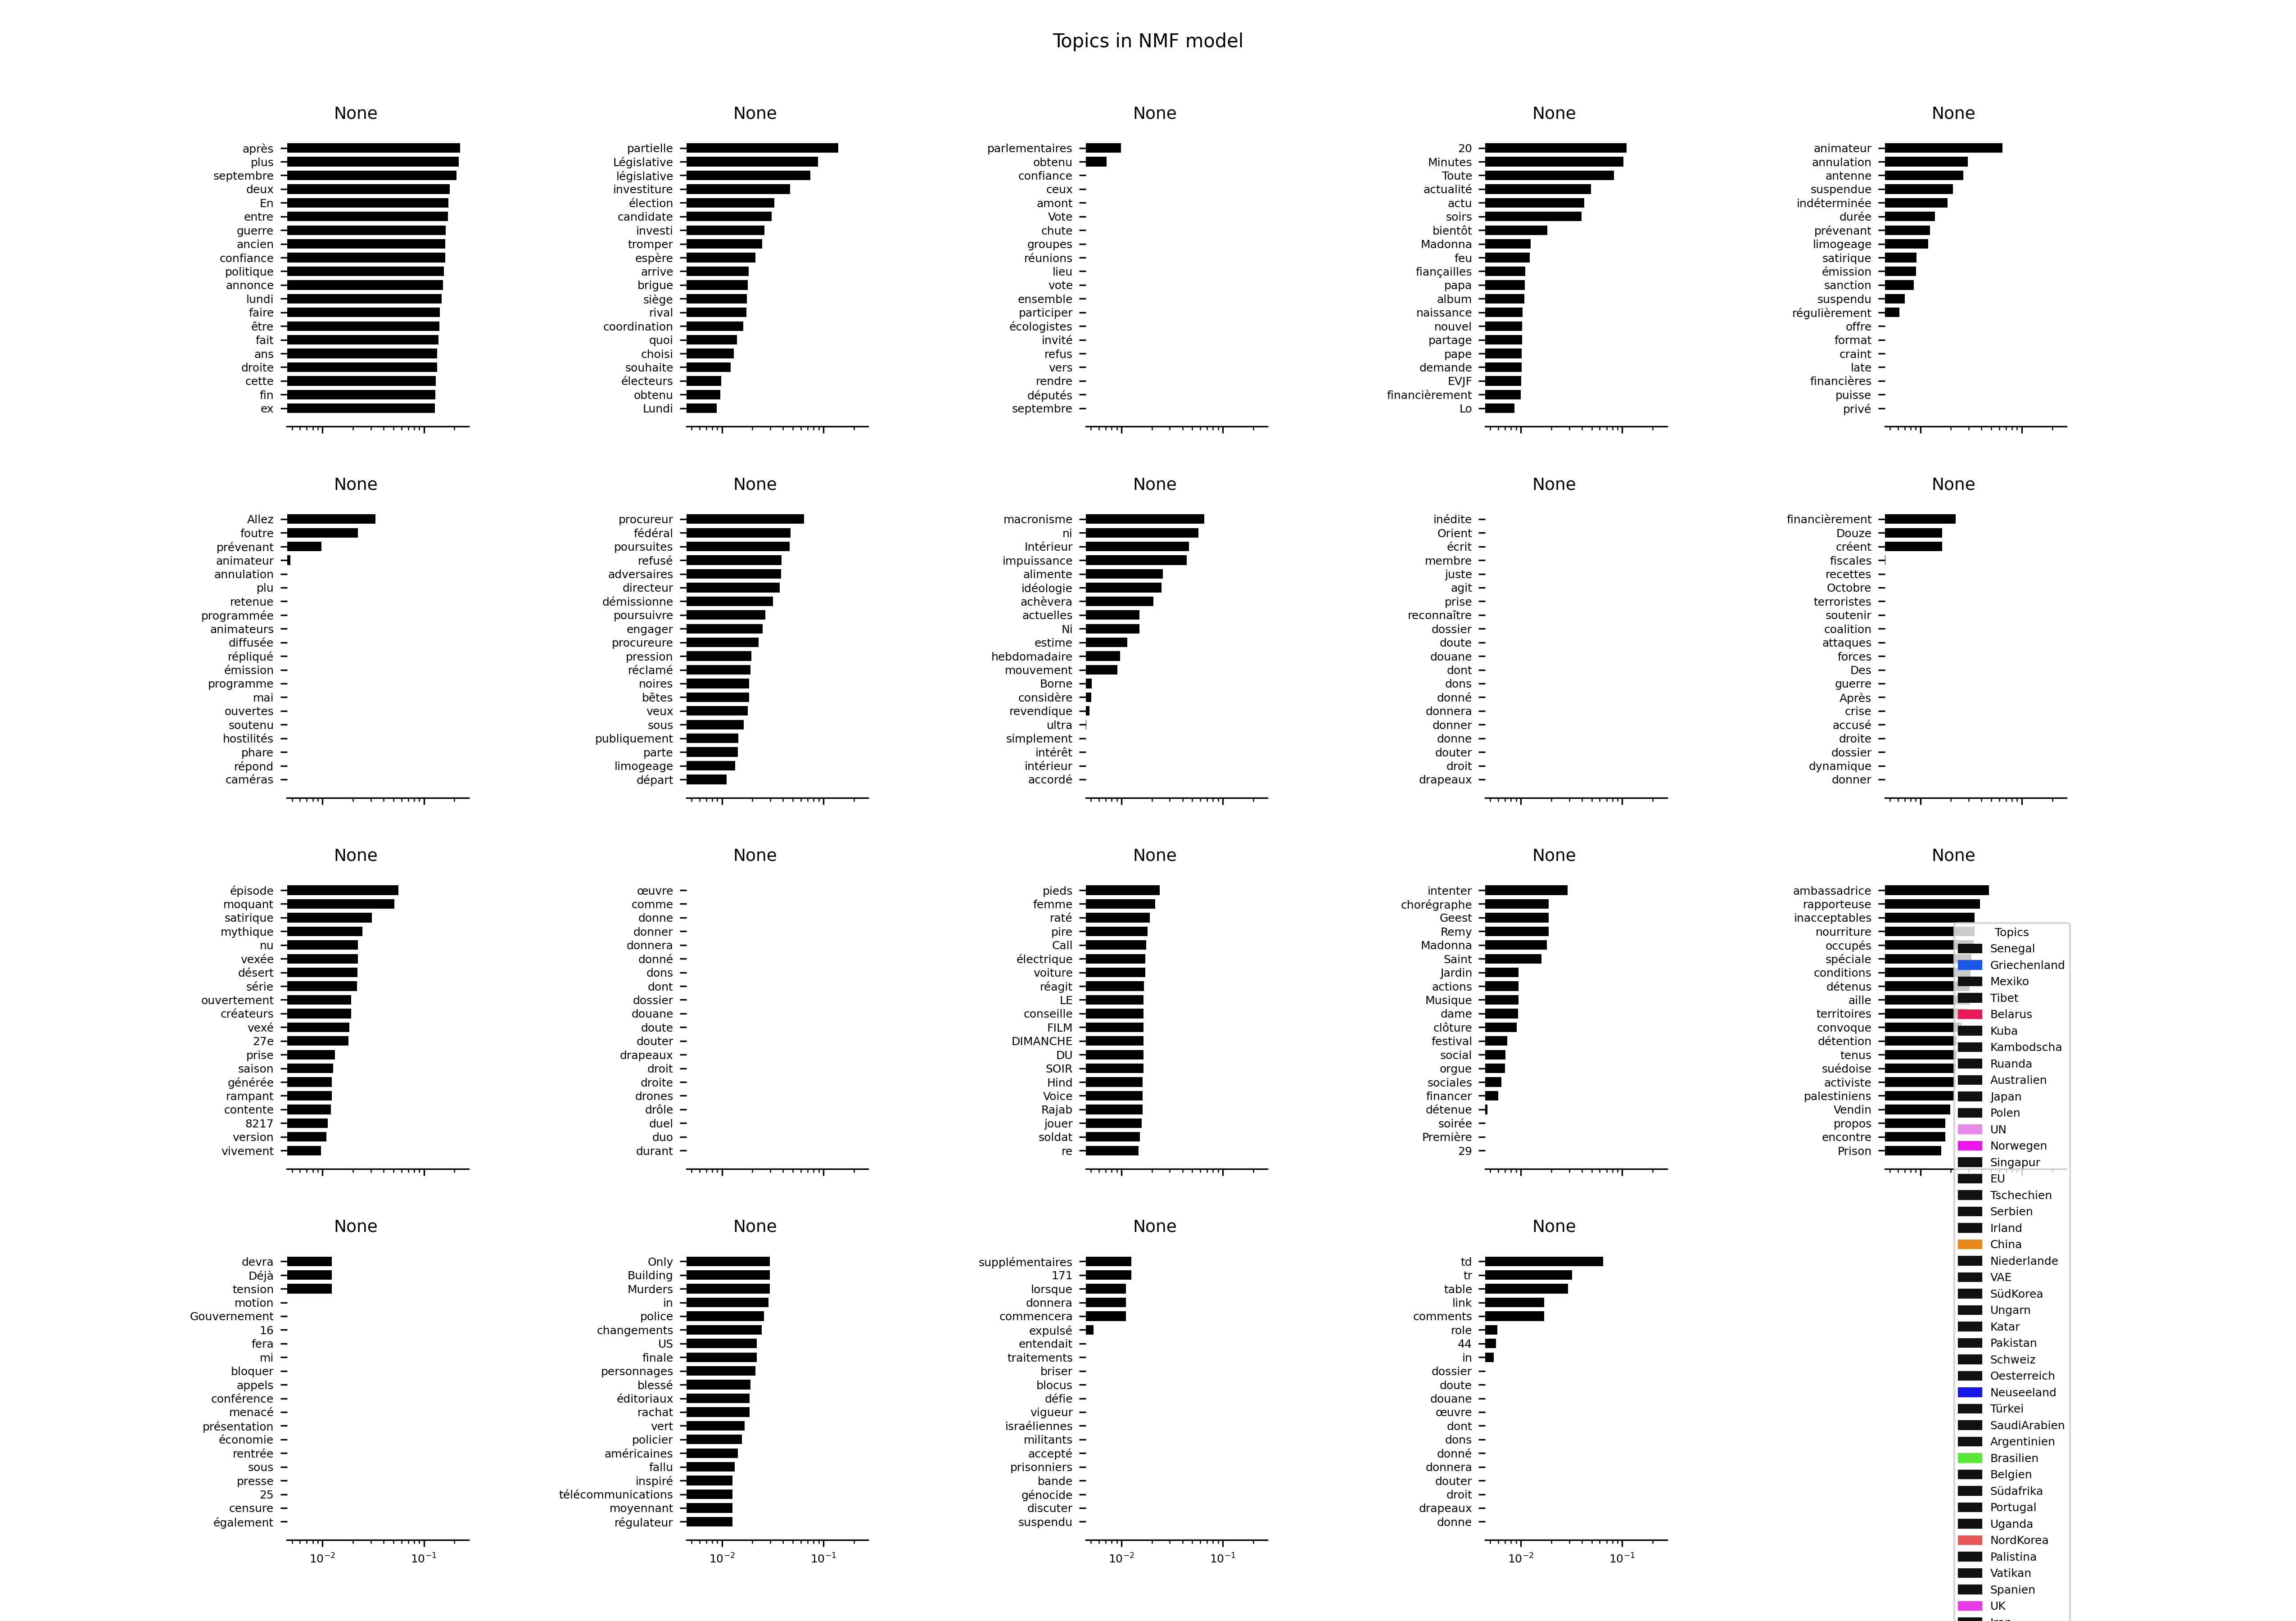 Topics in NMF model
None
après
plus
septembre
deux
En
entre
guerre
ancien
confiance
politique
annonce
lundi
faire
être
fait
ans
droite
cette
fin
ex
None
partielle
Législative
législative
investiture
élection
candidate
investi
tromper
espère
arrive
brigue
siège
rival
coordination
quoi
choisi
souhaite
électeurs
obtenu
Lundi
None
parlementaires
obtenu
confiance
ceux
amont
Vote
chute
groupes
réunions
lieu
vote
ensemble
participer
écologistes
invité
refus
vers
rendre
députés
septembre
None
20
Minutes
Toute
actualité
actu
soirs
bientôt
Madonna
feu
fiançailles
papa
album
naissance
nouvel
partage
pape
demande
EVJF
financièrement
Lo
None
animateur
annulation
antenne
suspendue
indéterminée
durée
prévenant
limogeage
satirique
émission
sanction
suspendu
régulièrement
offre
format
craint
late
financières
puisse
privé
None
Allez
foutre
prévenant
animateur
annulation
plu
retenue
programmée
animateurs
diffusée
répliqué
émission
programme
mai
ouvertes
soutenu
hostilités
phare
répond
caméras
None
procureur
fédéral
poursuites
refusé
adversaires
directeur
démissionne
poursuivre
engager
procureure
pression
réclamé
noires
bêtes
veux
sous
publiquement
parte
limogeage
départ
None
macronisme
ni
Intérieur
impuissance
alimente
idéologie
achèvera
actuelles
Ni
estime
hebdomadaire
mouvement
Borne
considère
revendique
ultra
simplement
intérêt
intérieur
accordé
None
inédite
Orient
écrit
membre
juste
agit
prise
reconnaître
dossier
doute
douane
dont
dons
donné
donnera
donner
donne
douter
droit
drapeaux
None
financièrement
Douze
créent
fiscales
recettes
Octobre
terroristes
soutenir
coalition
attaques
forces
Des
guerre
Après
crise
accusé
droite
dossier
dynamique
donner
None
épisode
moquant
satirique
mythique
nu
vexée
désert
série
ouvertement
créateurs
vexé
27e
prise
saison
générée
rampant
contente
8217
version
vivement
None
œuvre
comme
donne
donner
donnera
donné
dons
dont
dossier
douane
doute
douter
drapeaux
droit
droite
drones
drôle
duel
duo
durant
None
pieds
femme
raté
pire
Call
électrique
voiture
réagit
LE
conseille
FILM
DIMANCHE
DU
SOIR
Hind
Voice
Rajab
jouer
soldat
re
None
intenter
chorégraphe
Geest
Remy
Madonna
Saint
Jardin
actions
Musique
dame
clôture
festival
social
orgue
sociales
financer
détenue
soirée
Première
29
None
ambassadrice
rapporteuse
inacceptables
nourriture
occupés
spéciale
conditions
détenus
aille
territoires
convoque
détention
tenus
suédoise
activiste
palestiniens
Vendin
propos
encontre
Prison
None
devra
Déjà
tension
motion
Gouvernement
16
fera
mi
bloquer
appels
conférence
menacé
présentation
économie
rentrée
sous
presse
25
censure
également
10⁻² 10⁻¹
None
Only
Building
Murders
in
police
changements
US
finale
personnages
blessé
éditoriaux
rachat
vert
policier
américaines
fallu
inspiré
télécommunications
moyennant
régulateur
10⁻² 10⁻¹
None
supplémentaires
171
lorsque
donnera
commencera
expulsé
entendait
traitements
briser
blocus
défie
vigueur
israéliennes
militants
accepté
prisonniers
bande
génocide
discuter
suspendu
10⁻² 10⁻¹
None
td
tr
table
link
comments
role
44
in
dossier
doute
douane
œuvre
dont
dons
donné
donnera
douter
droit
drapeaux
donne
10⁻² 10⁻¹
Topics
Senegal
Griechenland
Mexiko
Tibet
Belarus
Kuba
Kambodscha
Ruanda
Australien
Japan
Polen
UN
Norwegen
Singapur
EU
Tschechien
Serbien
Irland
China
Niederlande
VAE
SüdKorea
Ungarn
Katar
Pakistan
Schweiz
Oesterreich
Neuseeland
Türkei
SaudiArabien
Argentinien
Brasilien
Belgien
Südafrika
Portugal
Uganda
NordKorea
Palistina
Vatikan
Spanien
UK